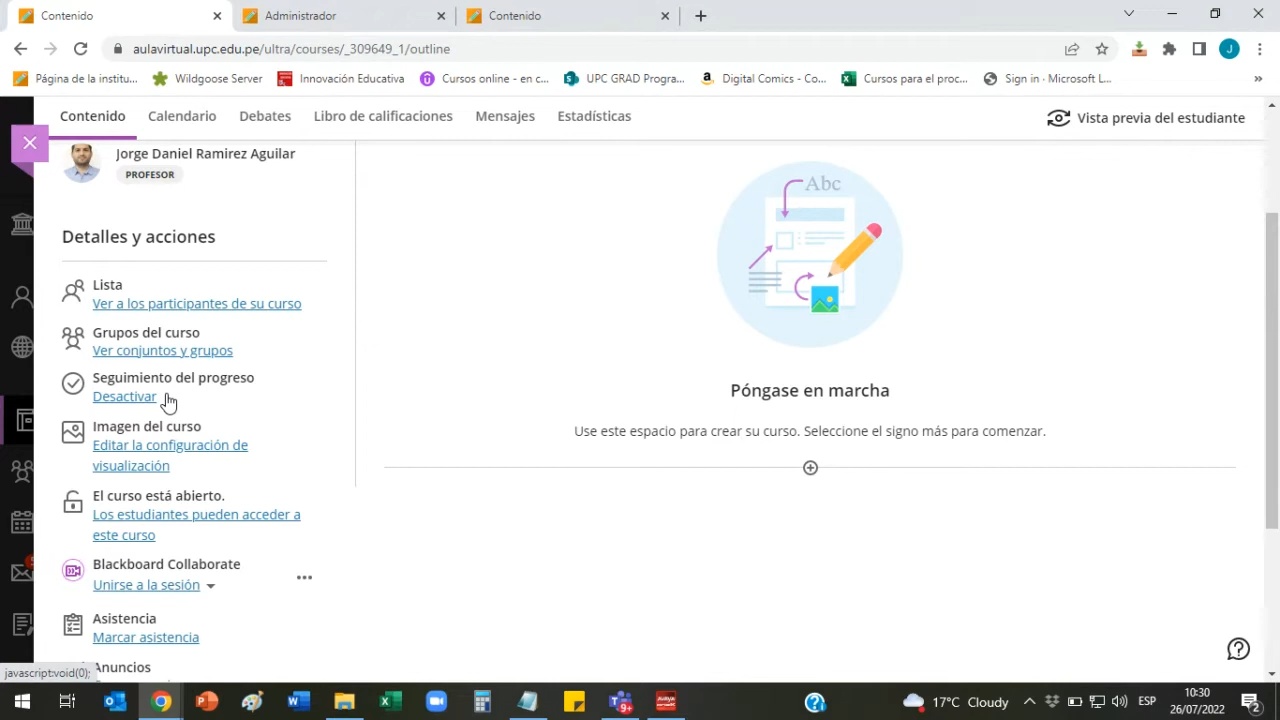 Contenido
Administrador
Contenido
aulavirtual.upc.edu.pe/ultra/courses/_309649_1/outline
J
Página de la institu...
Wildgoose Server
Innovación Educativa
Cursos online - en c...
UPC GRAD Progra...
Digital Comics - Co...
Cursos para el proc...
Sign in · Microsoft L...
»
Contenido
Calendario
Debates
Libro de calificaciones
Mensajes
Estadísticas
Vista previa del estudiante
Jorge Daniel Ramirez Aguilar
PROFESOR
Detalles y acciones
Lista
Ver a los participantes de su curso
Grupos del curso
Ver conjuntos y grupos
Seguimiento del progreso
Desactivar
Imagen del curso
Editar la configuración de
visualización
El curso está abierto.
Los estudiantes pueden acceder a
este curso
Blackboard Collaborate
Unirse a la sesión
Asistencia
Marcar asistencia
Anuncios
Abc
Póngase en marcha
Use este espacio para crear su curso. Seleccione el signo más para comenzar.
javascript:void(0);
17°C Cloudy
ESP
10:30
26/07/2022
2
9+